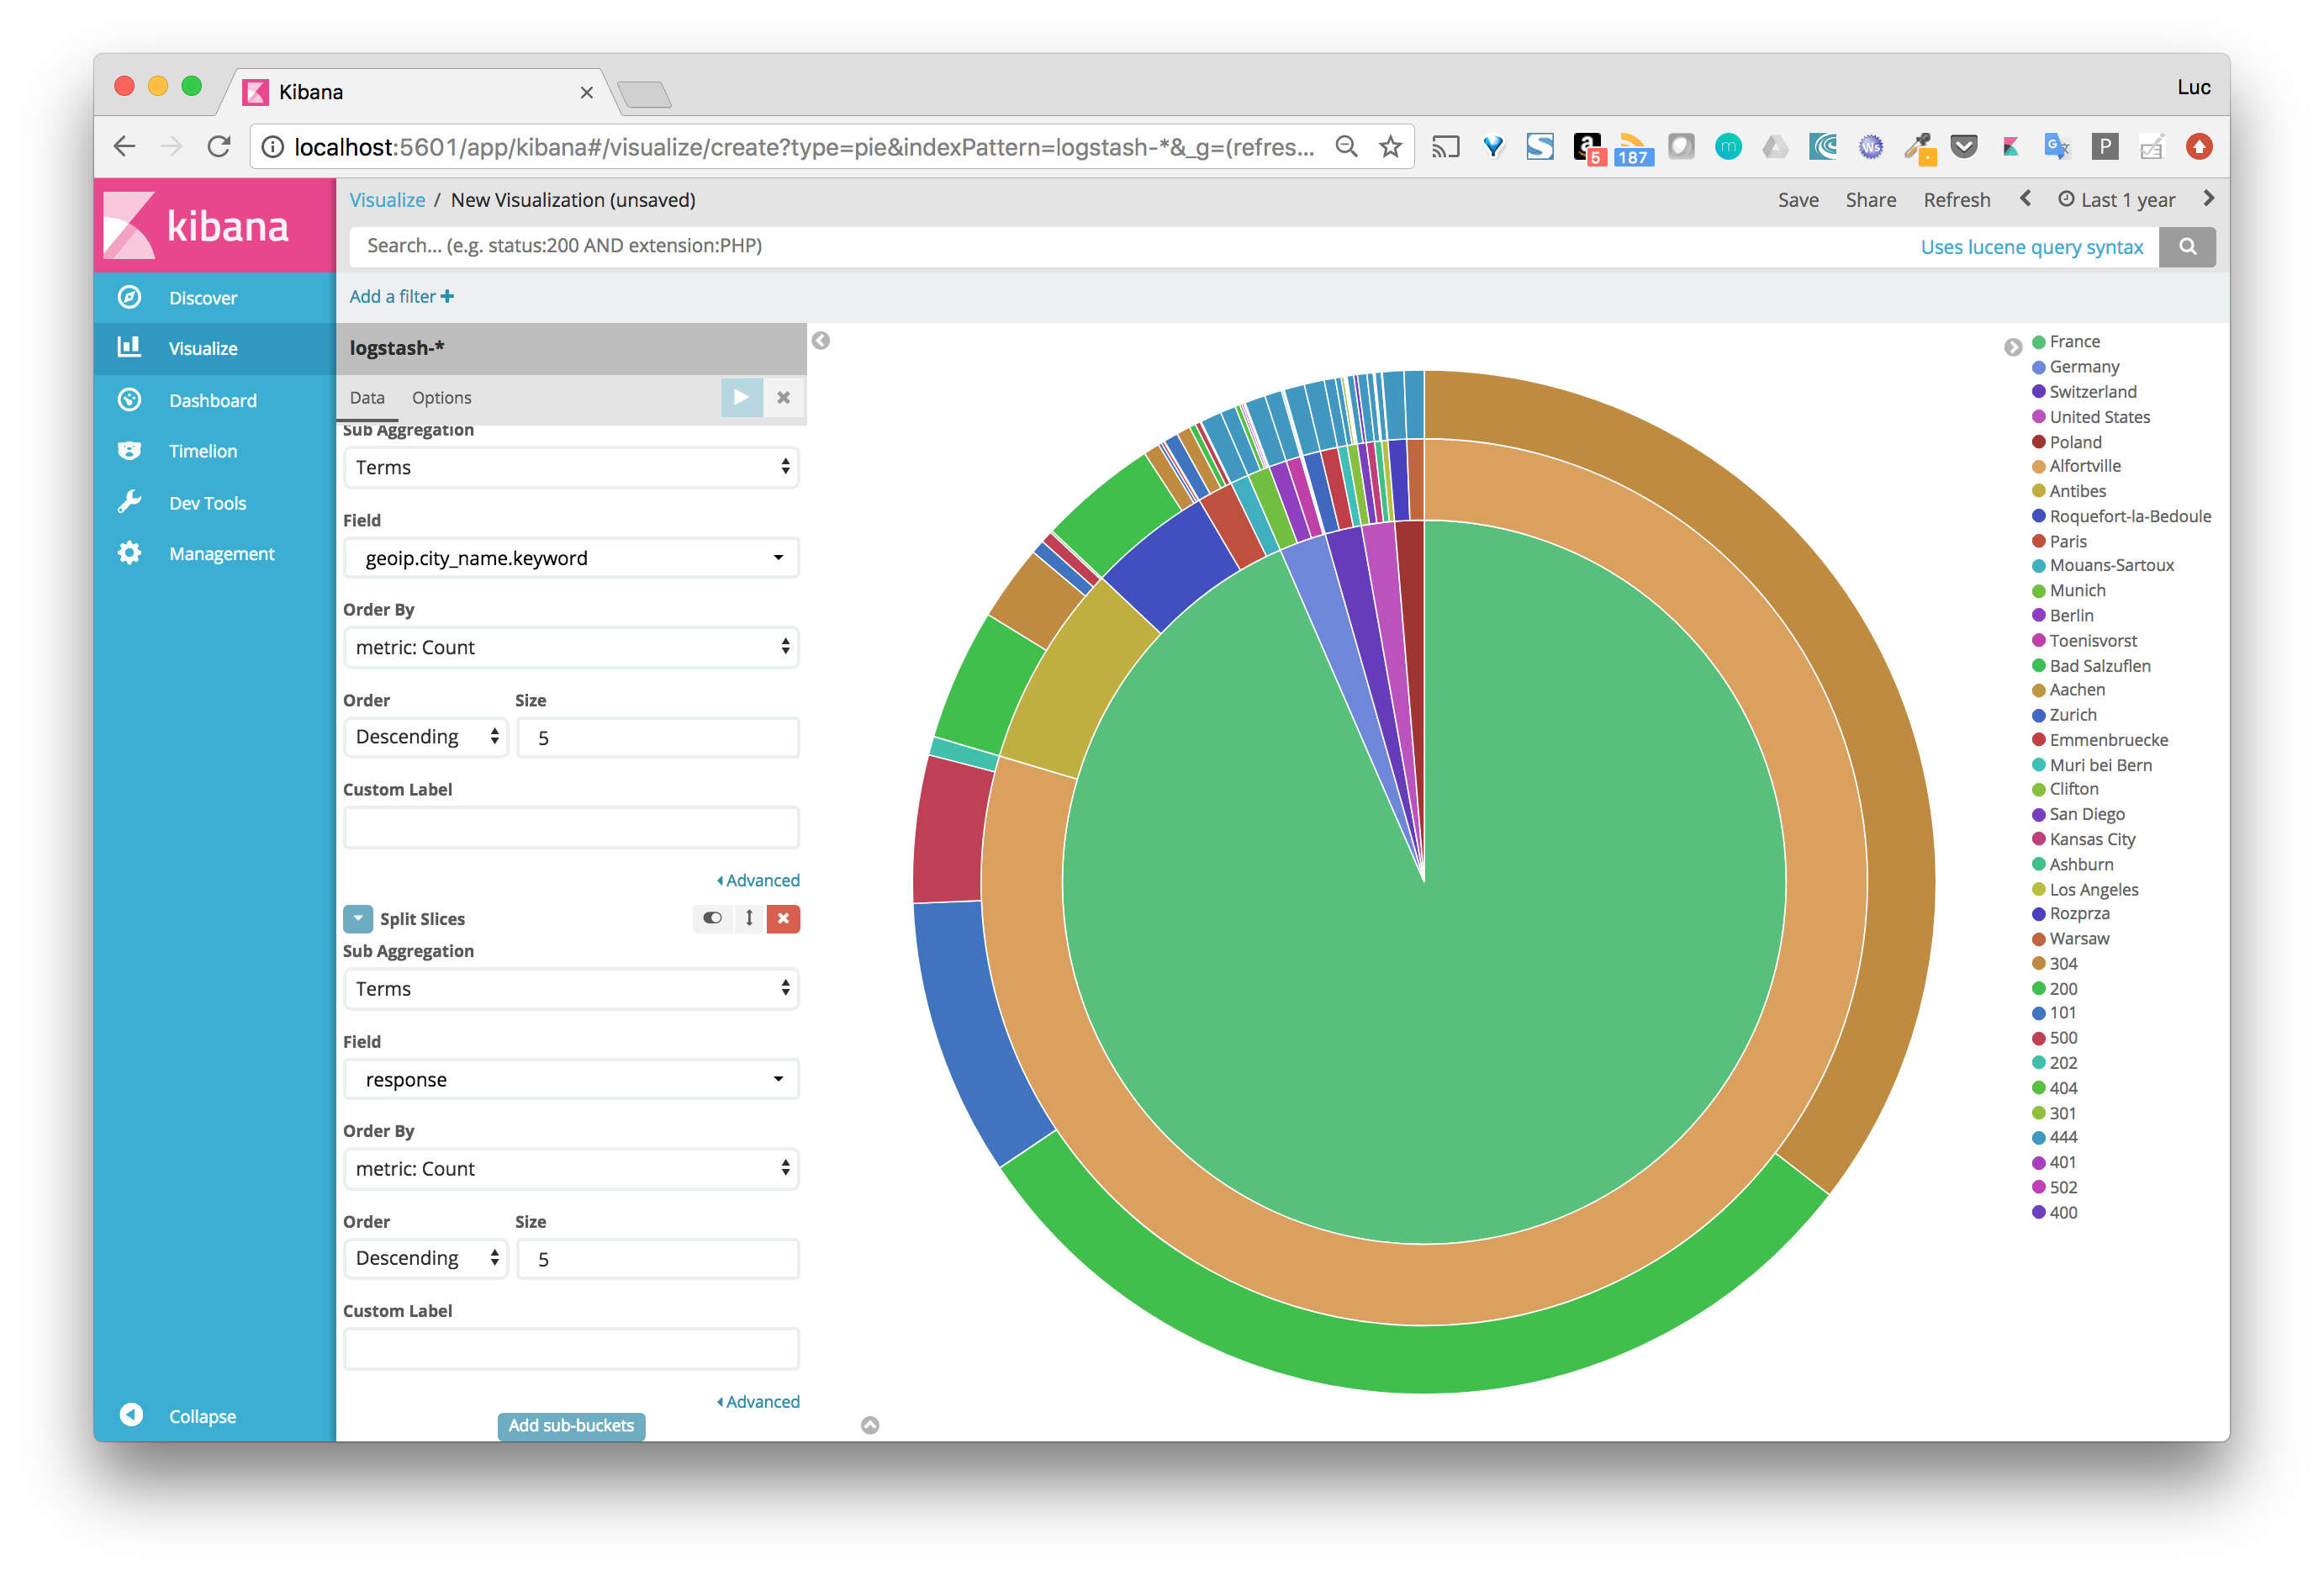 Kibana
Luc
localhost:5601/app/kibana#/visualize/create?type=pie&indexPattern=logstash-*&_g=(refres...
5
187
m
Ws
G
P
kibana
Visualize / New Visualization (unsaved)
Save Share Refresh Last 1 year
Search... (e.g. status:200 AND extension:PHP)
Uses lucene query syntax
Add a filter
Discover
Visualize
Dashboard
Timelion
Dev Tools
Management
Collapse
logstash-*
Data Options
Sub Aggregation
Terms
Field
geoip.city_name.keyword
Order By
metric: Count
Order Size
Descending 5
Custom Label
Advanced
Split Slices
Sub Aggregation
Terms
Field
response
Order By
metric: Count
Order Size
Descending 5
Custom Label
Advanced
Add sub-buckets
France
Germany
Switzerland
United States
Poland
Alfortville
Antibes
Roquefort-la-Bedoule
Paris
Mouans-Sartoux
Munich
Berlin
Toenisvorst
Bad Salzuflen
Aachen
Zurich
Emmenbruecke
Muri bei Bern
Clifton
San Diego
Kansas City
Ashburn
Los Angeles
Rozprza
Warsaw
304
200
101
500
202
404
301
444
401
502
400